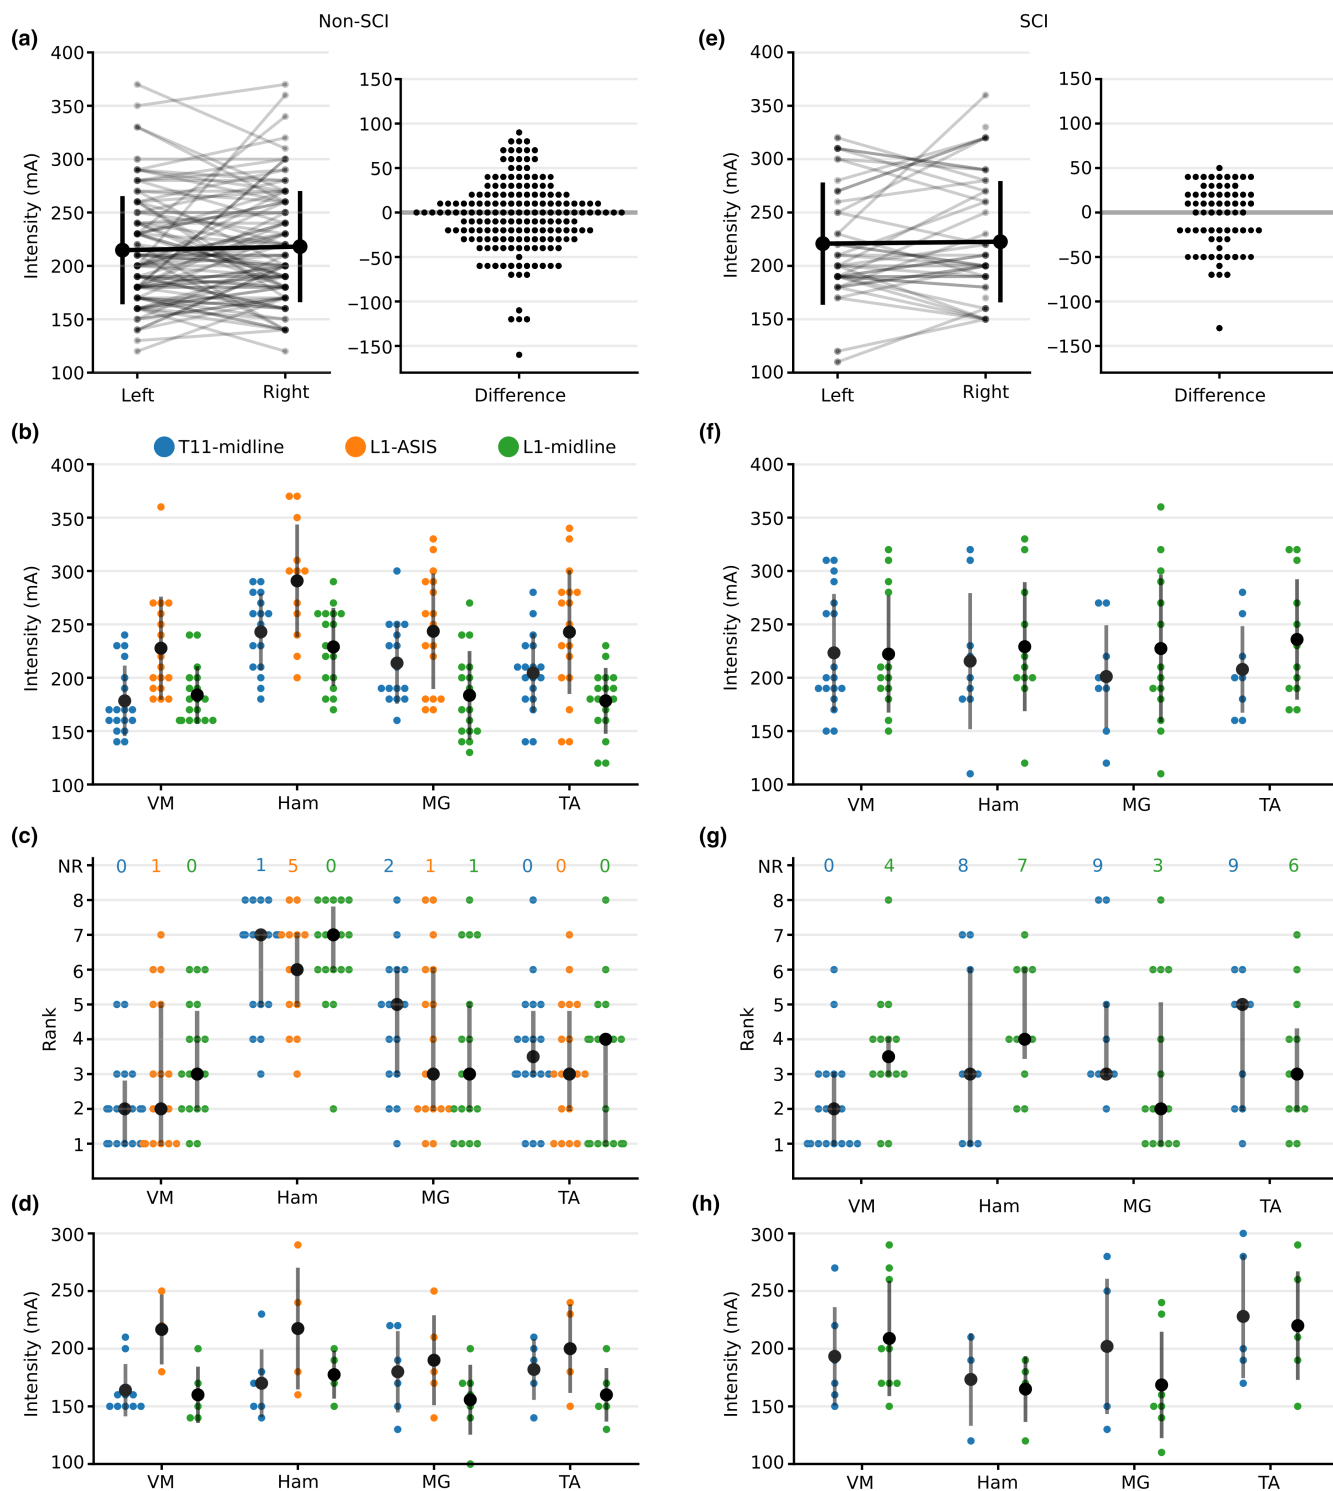 Non-SCI
SCI
(a)
400
350
300
250
200
150
100
Intensity (mA)
Left
Right
150
100
50
0
−50
−100
−150
Difference
(e)
400
350
300
250
200
150
100
Intensity (mA)
Left
Right
150
100
50
0
−50
−100
−150
Difference
(b)
T11-midline
L1-ASIS
L1-midline
400
350
300
250
200
150
100
Intensity (mA)
VM Ham MG TA
(f)
400
350
300
250
200
150
100
Intensity (mA)
VM Ham MG TA
(c)
NR 0 1 0 1 5 0 2 1 1 0 0 0
8
7
6
5
4
3
2
1
Rank
VM Ham MG TA
(g)
NR 0 4 8 7 9 3 9 6
8
7
6
5
4
3
2
1
Rank
VM Ham MG TA
(d)
300
250
200
150
100
Intensity (mA)
VM Ham MG TA
(h)
300
250
200
150
100
Intensity (mA)
VM Ham MG TA